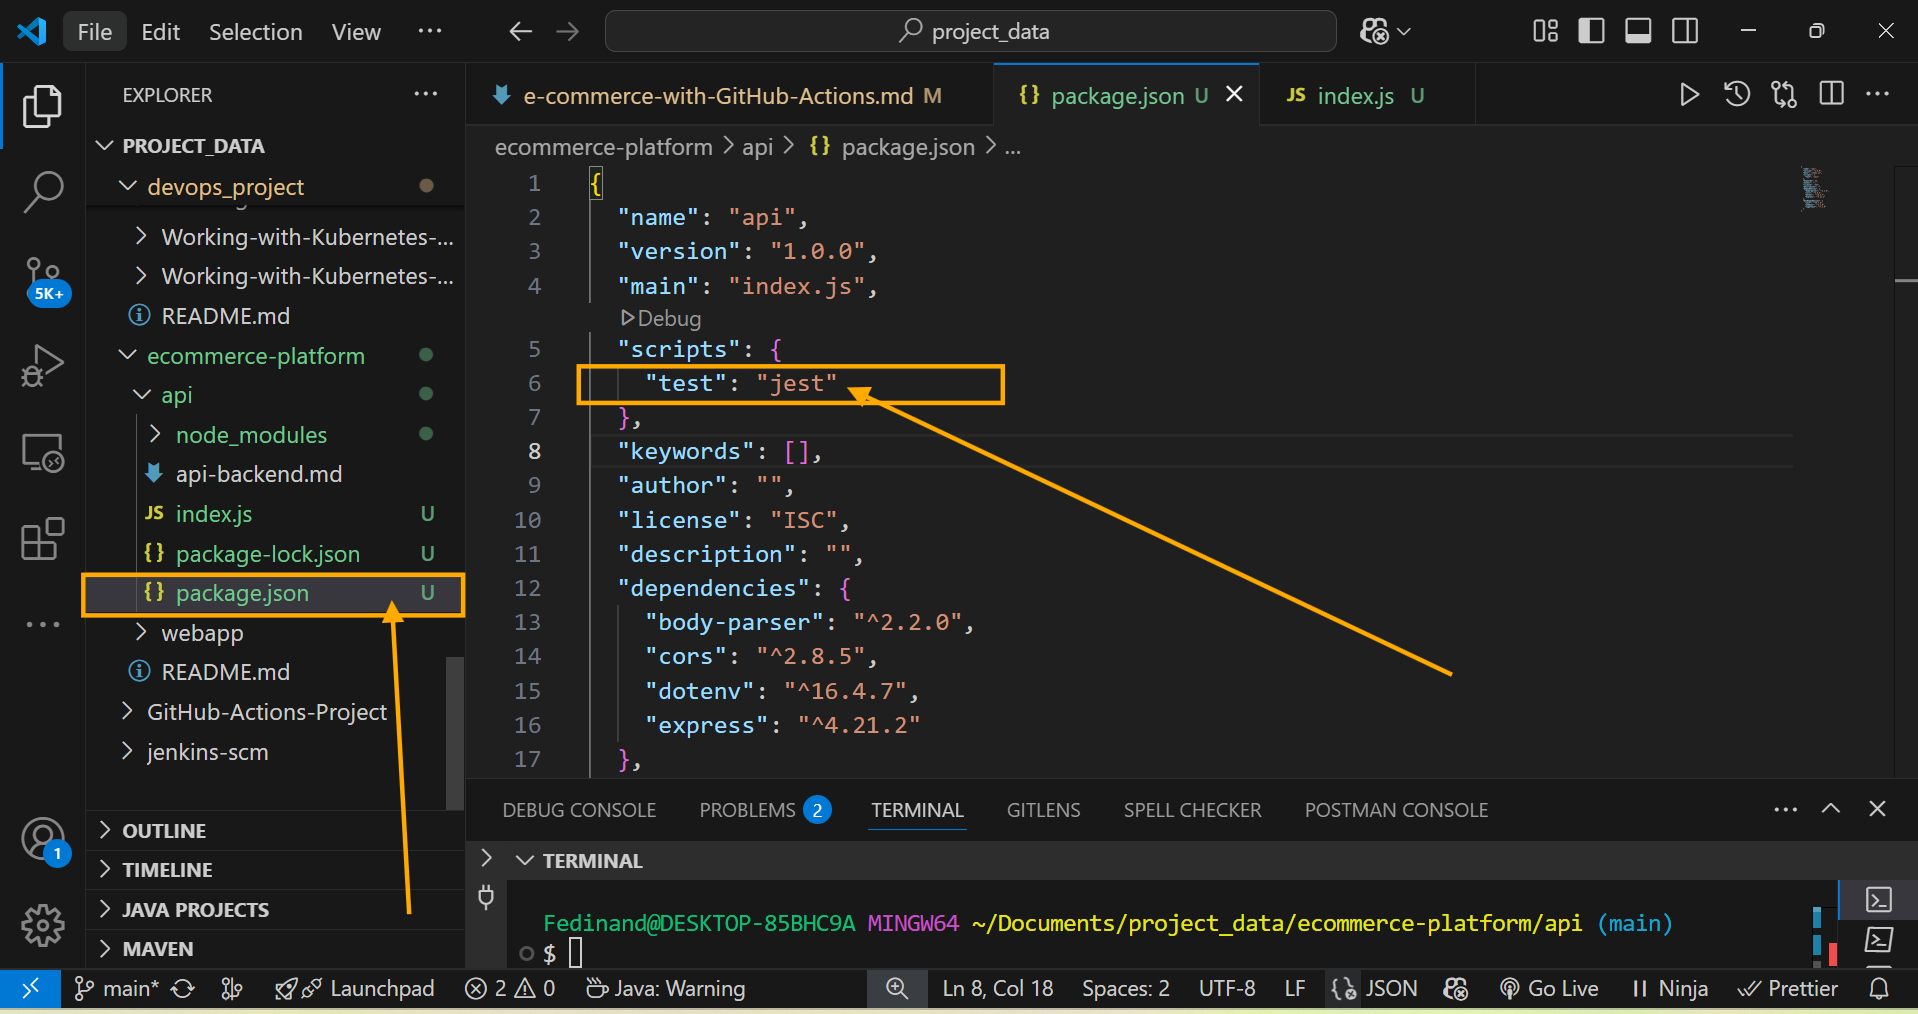 File Edit Selection View ··· project_data
EXPLORER ···
PROJECT_DATA
devops_project
Working-with-Kubernetes-...
Working-with-Kubernetes-...
README.md
ecommerce-platform
api
node_modules
api-backend.md
JS index.js U
{} package-lock.json U
{} package.json U
webapp
README.md
GitHub-Actions-Project
jenkins-scm
OUTLINE
TIMELINE
JAVA PROJECTS
MAVEN
5K+
1
e-commerce-with-GitHub-Actions.md M
{} package.json U
JS index.js U
ecommerce-platform > api > {} package.json > ...
1 {
2 "name": "api",
3 "version": "1.0.0",
4 "main": "index.js",
Debug
5 "scripts": {
6 "test": "jest"
7 },
8 "keywords": [],
9 "author": "",
10 "license": "ISC",
11 "description": "",
12 "dependencies": {
13 "body-parser": "^2.2.0",
14 "cors": "^2.8.5",
15 "dotenv": "^16.4.7",
16 "express": "^4.21.2"
17 },
DEBUG CONSOLE PROBLEMS 2 TERMINAL GITLENS SPELL CHECKER POSTMAN CONSOLE
TERMINAL
Fedinand@DESKTOP-85BHC9A MINGW64 ~/Documents/project_data/ecommerce-platform/api (main)
$
main* Launchpad 2 0 Java: Warning Ln 8, Col 18 Spaces: 2 UTF-8 LF JSON Go Live Ninja Prettier